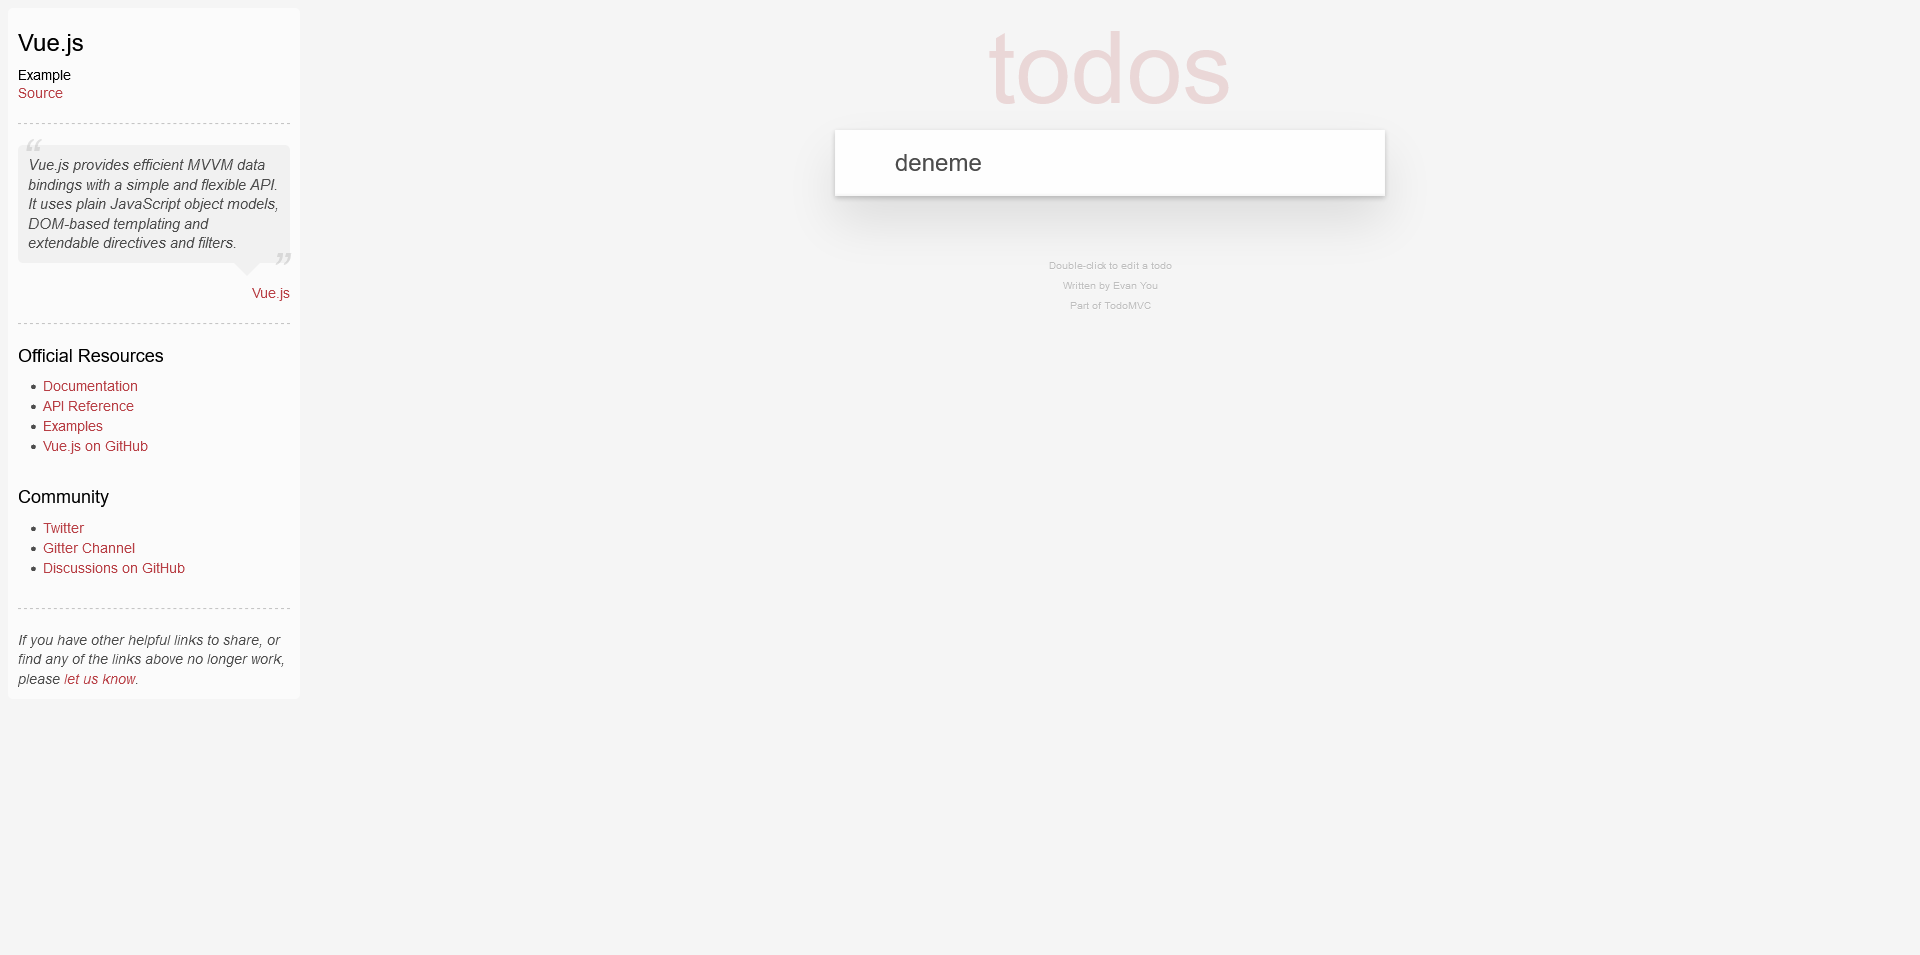 Vue.js
Example
Source
“
Vue.js provides efficient MVVM data
bindings with a simple and flexible API.
It uses plain JavaScript object models,
DOM-based templating and
extendable directives and filters.
”
Vue.js
Official Resources
• Documentation
• API Reference
• Examples
• Vue.js on GitHub
Community
• Twitter
• Gitter Channel
• Discussions on GitHub
If you have other helpful links to share, or
find any of the links above no longer work,
please let us know.
todos
deneme
Double-click to edit a todo
Written by Evan You
Part of TodoMVC